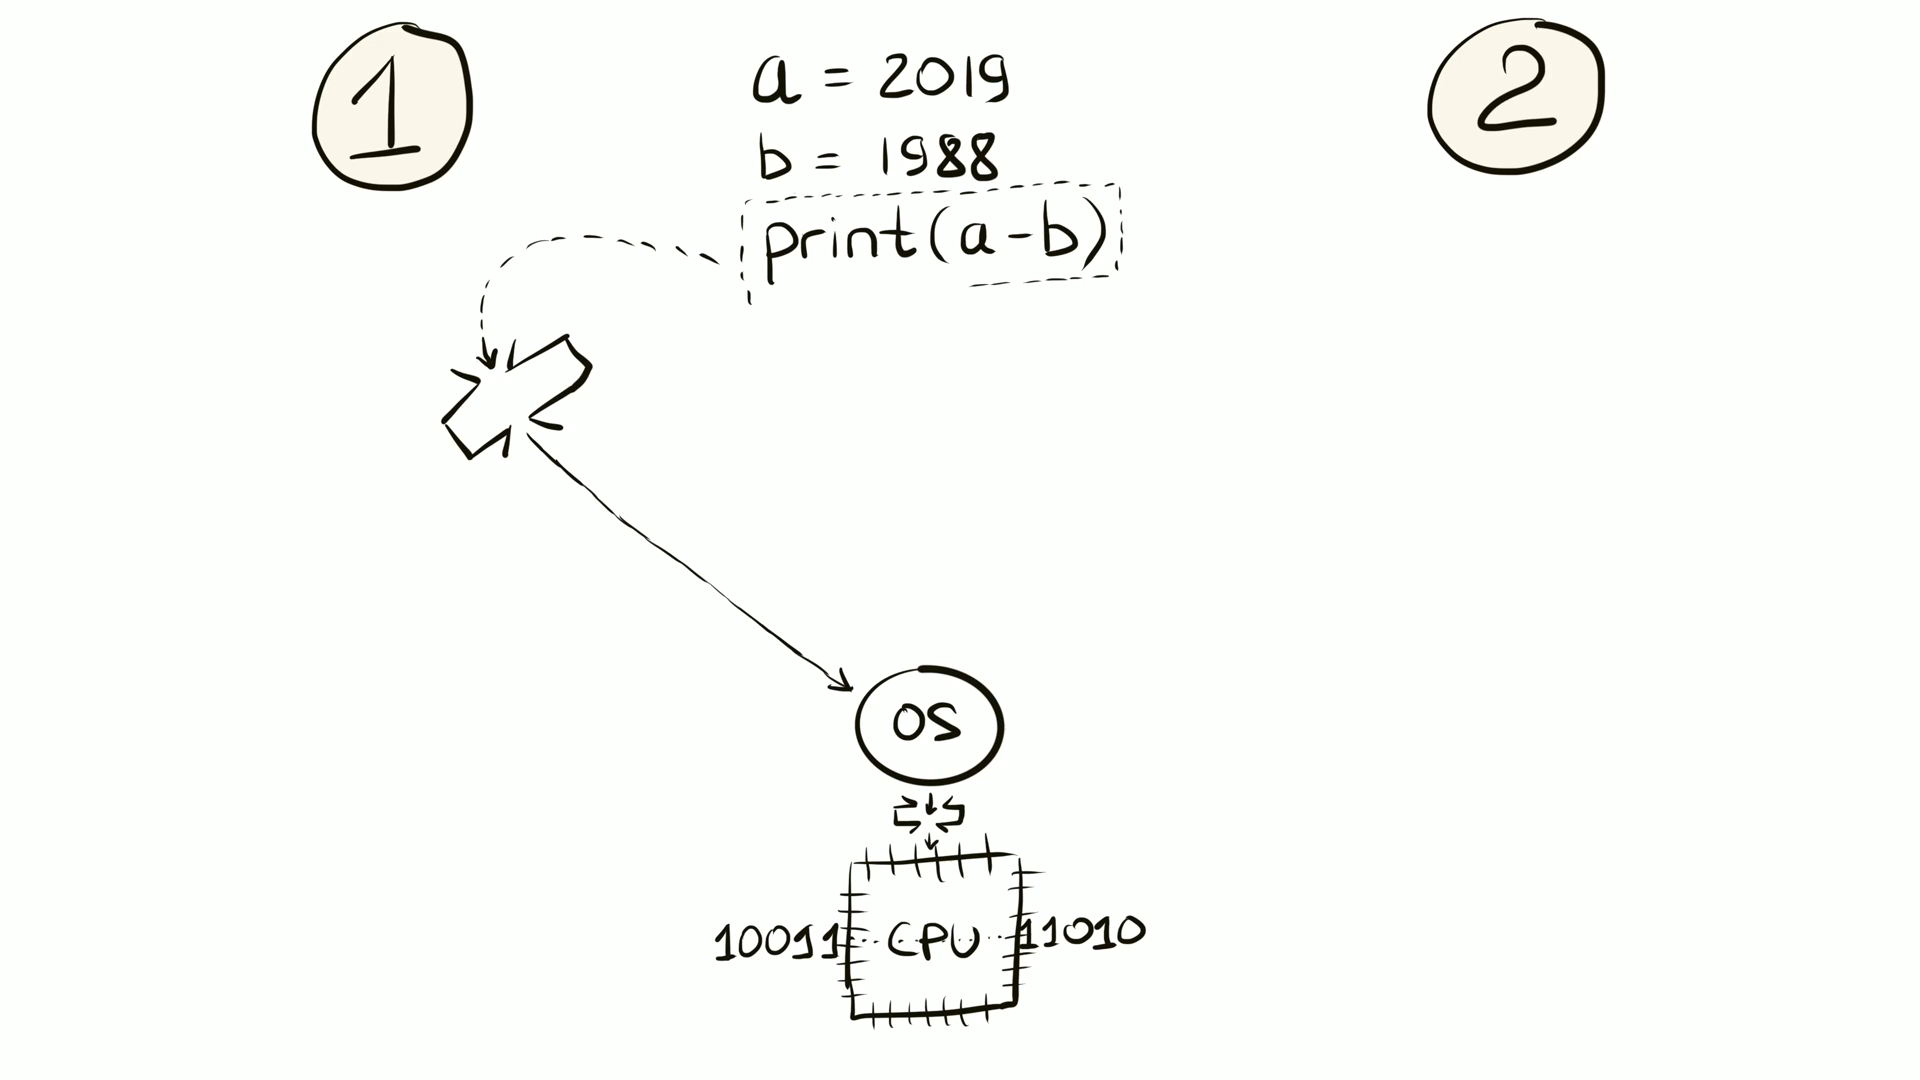 1
a = 2019
b = 1988
print(a-b)
2
OS
10011
CPU
11010